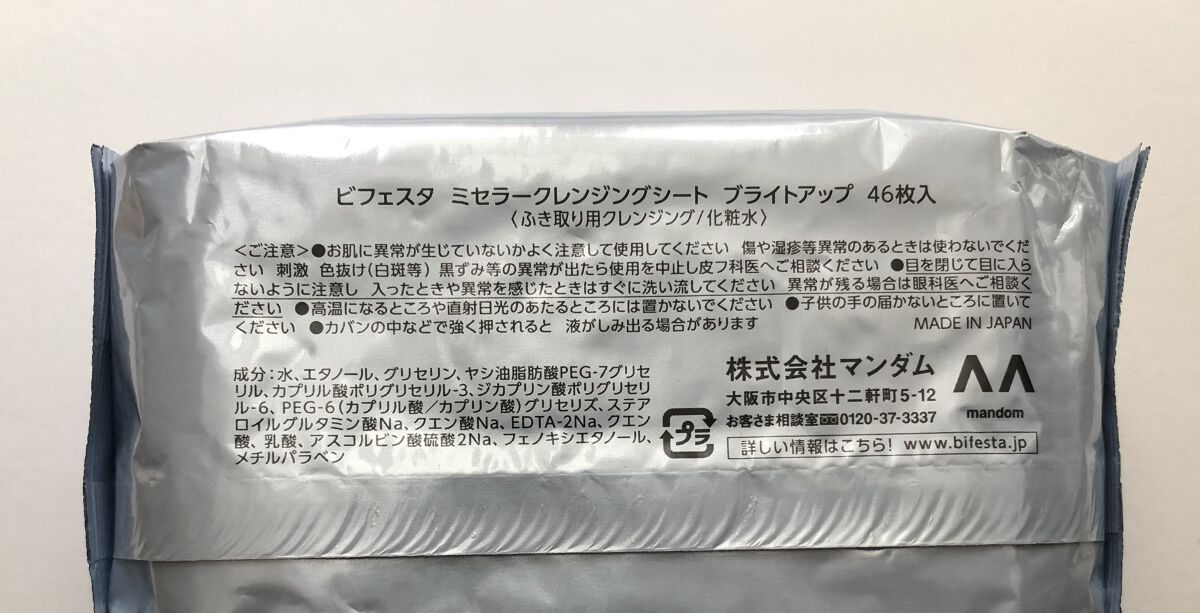 ビフェスタ ミセラークレンジングシート ブライトアップ 46枚入
〈ふき取り用クレンジング/化粧水〉
<ご注意>●お肌に異常が生じていないかよく注意して使用してください 傷や湿疹等異常のあるときは使わないでくだ
さい 刺激 色抜け(白斑等) 黒ずみ等の異常が出たら使用を中止し皮フ科医へご相談ください ●目を閉じて目に入ら
ないように注意し 入ったときや異常を感じたときはすぐに洗い流してください 異常が残る場合は眼科医へご相談く
ださい ●高温になるところや直射日光のあたるところには置かないでください ●子供の手の届かないところに置いて
ください ●カバンの中などで強く押されると 液がしみ出る場合があります MADE IN JAPAN
成分:水、エタノール、グリセリン、ヤシ油脂肪酸PEG-7グリセ
リル、カプリル酸ポリグリセリル-3、ジカプリン酸ポリグリセリ
ル-6、PEG-6(カプリル酸/カプリン酸)グリセリズ、ステア
ロイルグルタミン酸Na、クエン酸Na、EDTA-2Na、クエン
酸、乳酸、アスコルビン酸硫酸2Na、フェノキシエタノール、
メチルパラベン
プラ
株式会社マンダム
大阪市中央区十二軒町5-12
お客さま相談室 0120-37-3337
mandom
詳しい情報はこちら! www.bifesta.jp